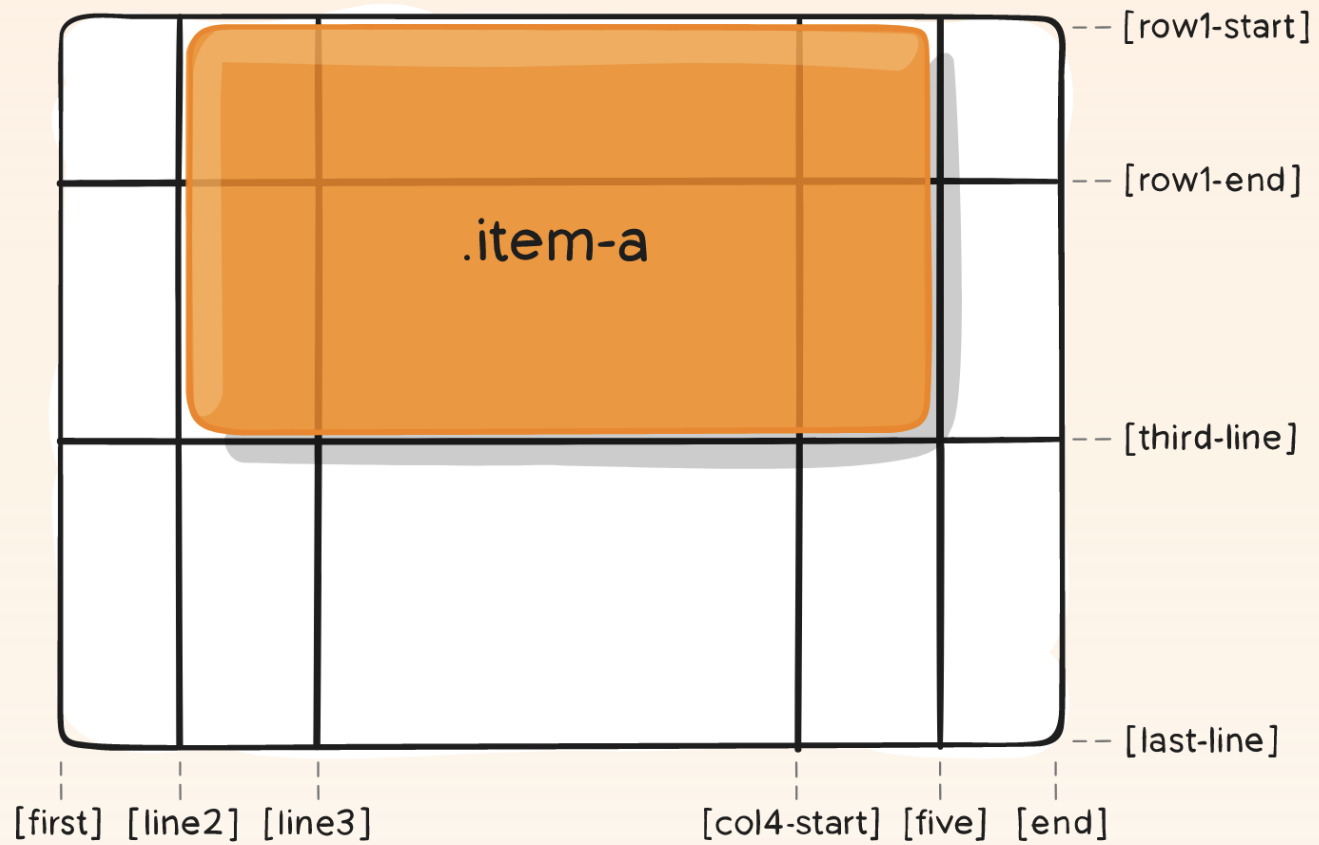 [row1-start]
[row1-end]
.item-a
[third-line]
[last-line]
[first] [line2] [line3] [col4-start] [five] [end]